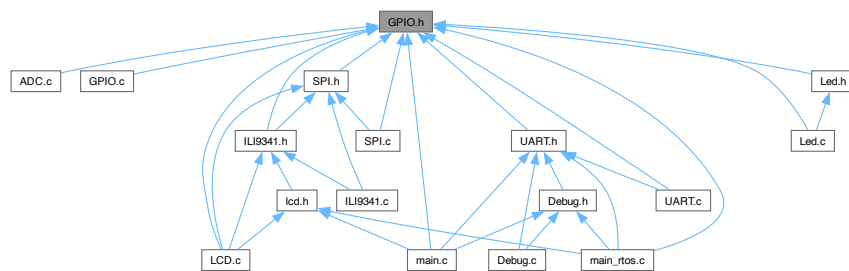 GPIO.h
ADC.c
GPIO.c
SPI.h
Led.h
ILI9341.h
SPI.c
UART.h
Led.c
lcd.h
ILI9341.c
Debug.h
UART.c
LCD.c
main.c
Debug.c
main_rtos.c